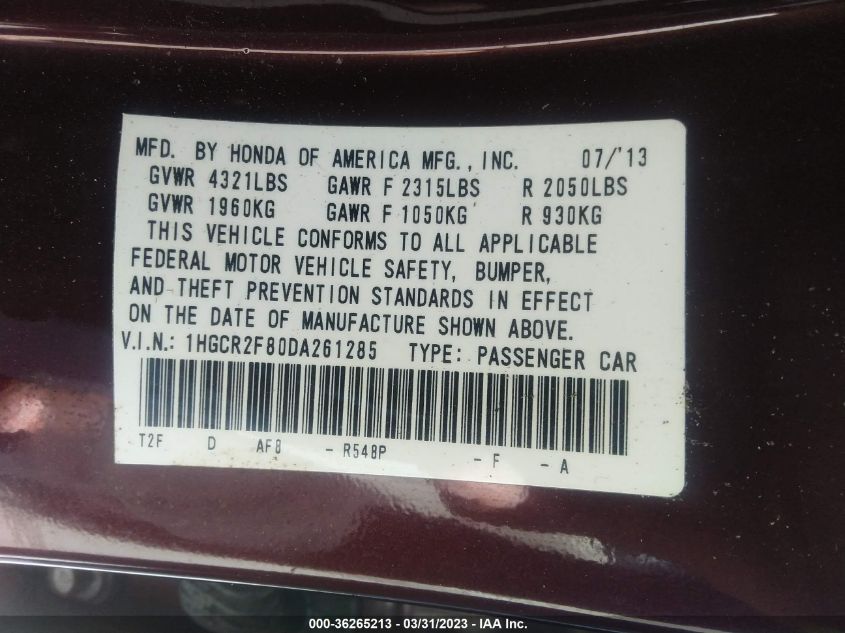 MFD. BY HONDA OF AMERICA MFG., INC. 07/'13
GVWR 4321LBS GAWR F 2315LBS R 2050LBS
GVWR 1960KG GAWR F 1050KG R 930KG
THIS VEHICLE CONFORMS TO ALL APPLICABLE
FEDERAL MOTOR VEHICLE SAFETY, BUMPER,
AND THEFT PREVENTION STANDARDS IN EFFECT
ON THE DATE OF MANUFACTURE SHOWN ABOVE.
V.I.N.: 1HGCR2F80DA261285 TYPE: PASSENGER CAR
T2F D AF8 - R548P - F - A
000-36265213 - 03/31/2023 - IAA Inc.